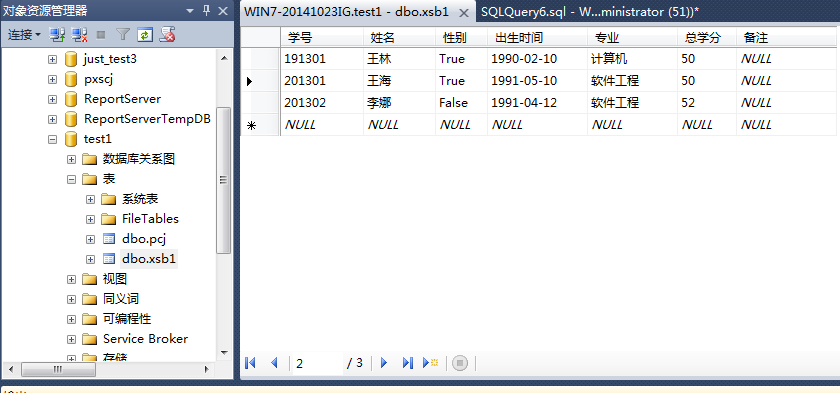 对象资源管理器
连接
just_test3
pxscj
ReportServer
ReportServerTempDB
test1
数据库关系图
表
系统表
FileTables
dbo.pcj
dbo.xsb1
视图
同义词
可编程性
Service Broker
存储
WIN7-20141023IG.test1 - dbo.xsb1
SQLQuery6.sql - W...ministrator (51))*
学号 姓名 性别 出生时间 专业 总学分 备注
191301 王林 True 1990-02-10 计算机 50 NULL
201301 王海 True 1991-05-10 软件工程 50 NULL
201302 李娜 False 1991-04-12 软件工程 52 NULL
NULL NULL NULL NULL NULL NULL NULL
2 / 3